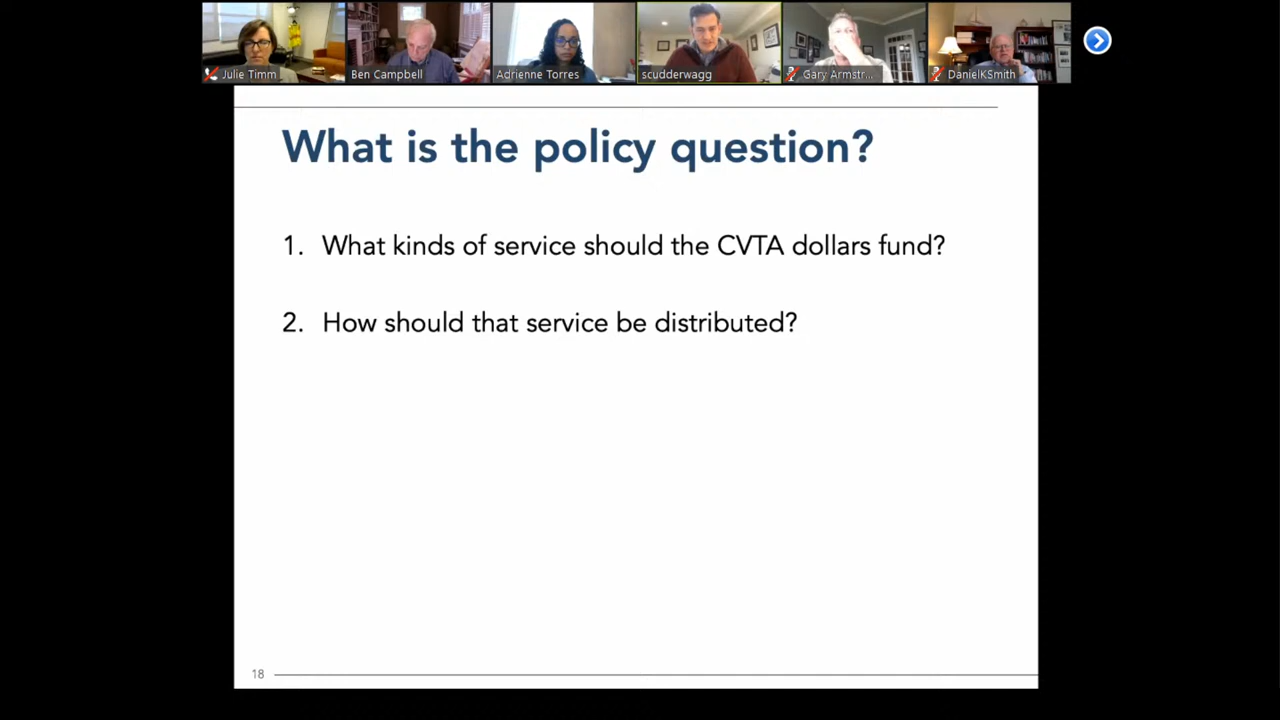 Julie Timm
Ben Campbell
Adrienne Torres
scudderwagg
Gary Armstr...
DanielKSmith
What is the policy question?
1. What kinds of service should the CVTA dollars fund?
2. How should that service be distributed?
18